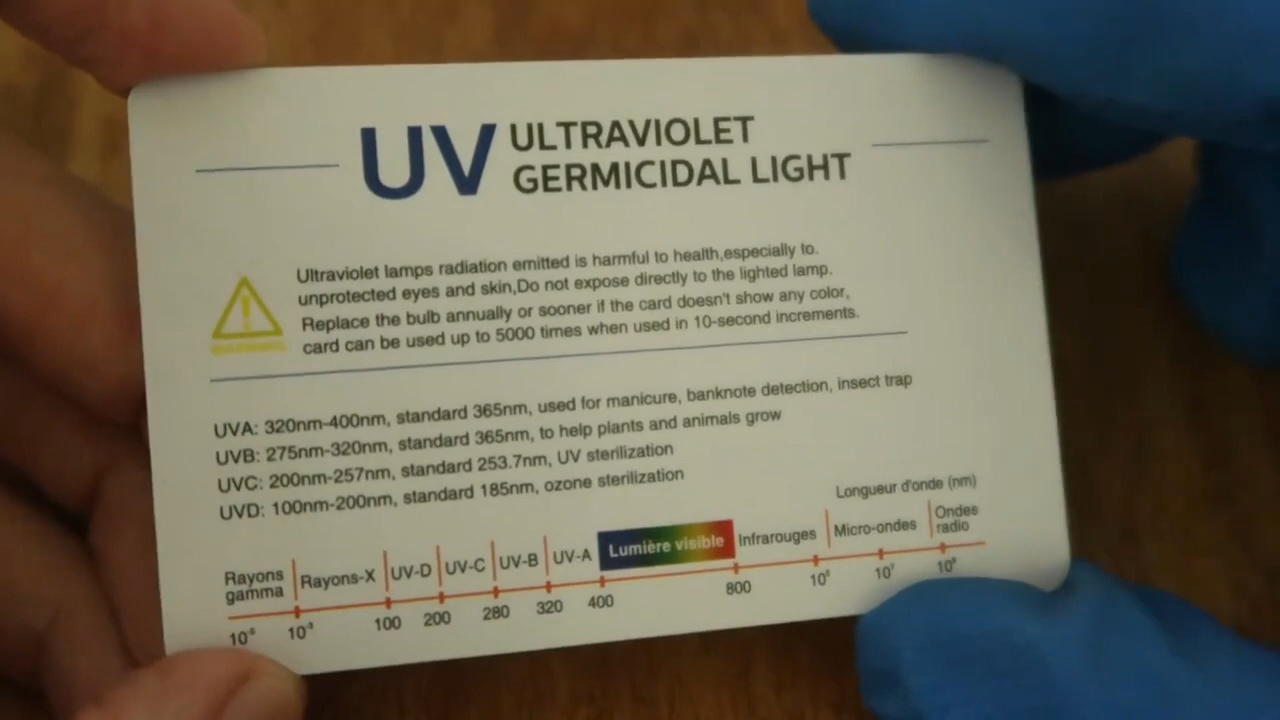 UV ULTRAVIOLET
GERMICIDAL LIGHT
Ultraviolet lamps radiation emitted is harmful to health,especially to.
unprotected eyes and skin,Do not expose directly to the lighted lamp.
Replace the bulb annually or sooner if the card doesn't show any color,
card can be used up to 5000 times when used in 10-second increments.
UVA: 320nm-400nm, standard 365nm, used for manicure, banknote detection, insect trap
UVB: 275nm-320nm, standard 365nm, to help plants and animals grow
UVC: 200nm-257nm, standard 253.7nm, UV sterilization
UVD: 100nm-200nm, standard 185nm, ozone sterilization
Longueur d'onde (nm)
Rayons gamma Rayons-X UV-D UV-C UV-B UV-A Lumière visible Infrarouges Micro-ondes Ondes radio
100 200 280 320 400 800